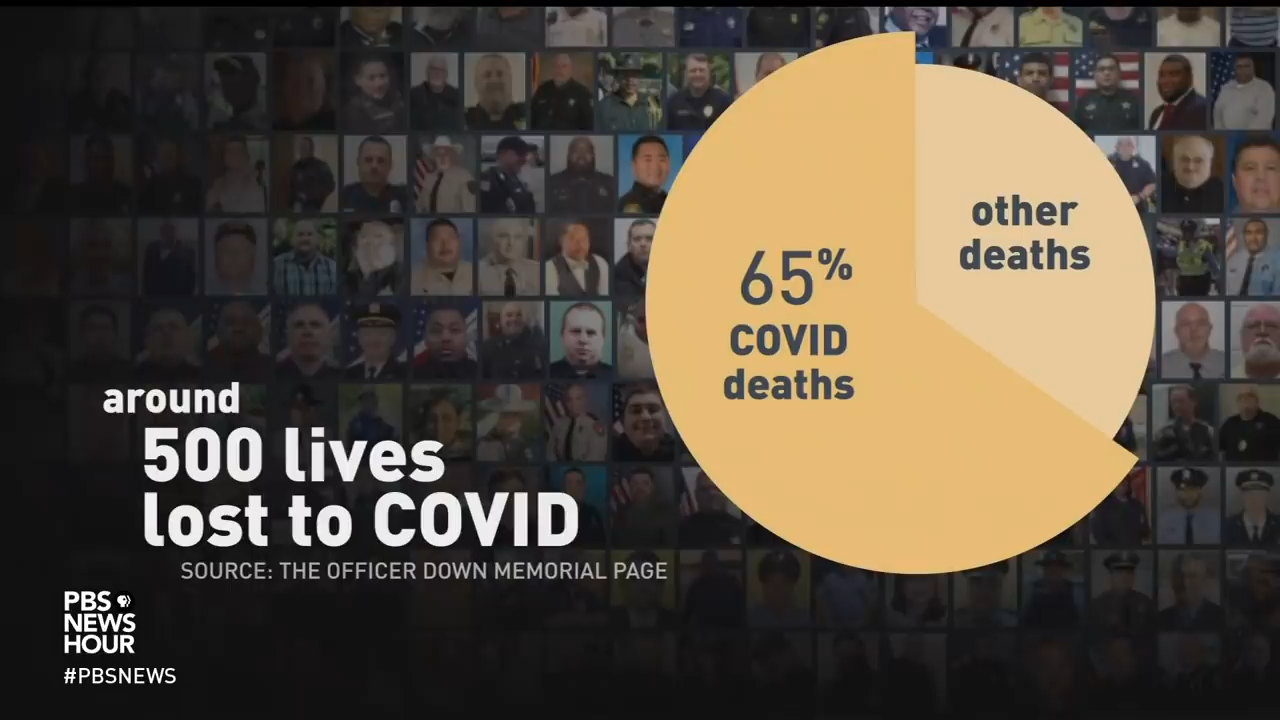 other
deaths
65%
COVID
deaths
around
500 lives
lost to COVID
SOURCE: THE OFFICER DOWN MEMORIAL PAGE
PBS
NEWS
HOUR
#PBSNEWS